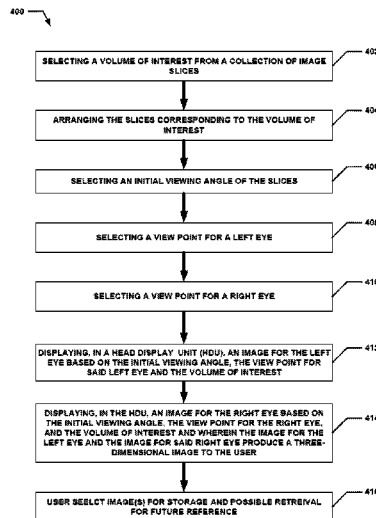 400
402
SELECTING A VOLUME OF INTEREST FROM A COLLECTION OF IMAGE
SLICES
404
ARRANGING THE SLICES CORRESPONDING TO THE VOLUME OF
INTEREST
SELECTING AN INITIAL VIEWING ANGLE OF THE SLICES
SELECTING A VIEW POINT FOR A LEFT EYE
410
SELECTING A VIEW POINT FOR A RIGHT EYE
412
DISPLAYING, IN A HEAD DISPLAY UNIT (HDU), AN IMAGE FOR THE LEFT
EYE BASED ON THE INITIAL VIEWING ANGLE, THE VIEW POINT FOR
SAID LEFT EYE AND THE VOLUME OF INTEREST
414
DISPLAYING, IN THE HDU, AN IMAGE FOR THE RIGHT EYE BASED ON
THE INITIAL VIEWING ANGLE, THE VIEW POINT FOR THE RIGHT EYE,
AND THE VOLUME OF INTEREST AND WHEREIN THE IMAGE FOR THE
LEFT EYE AND THE IMAGE FOR SAID RIGHT EYE PRODUCE A THREE-
DIMENSIONAL IMAGE TO THE USER
416
USER SEELCT IMAGE(S) FOR STORAGE AND POSSIBLE RETREIVAL
FOR FUTURE REFERENCE